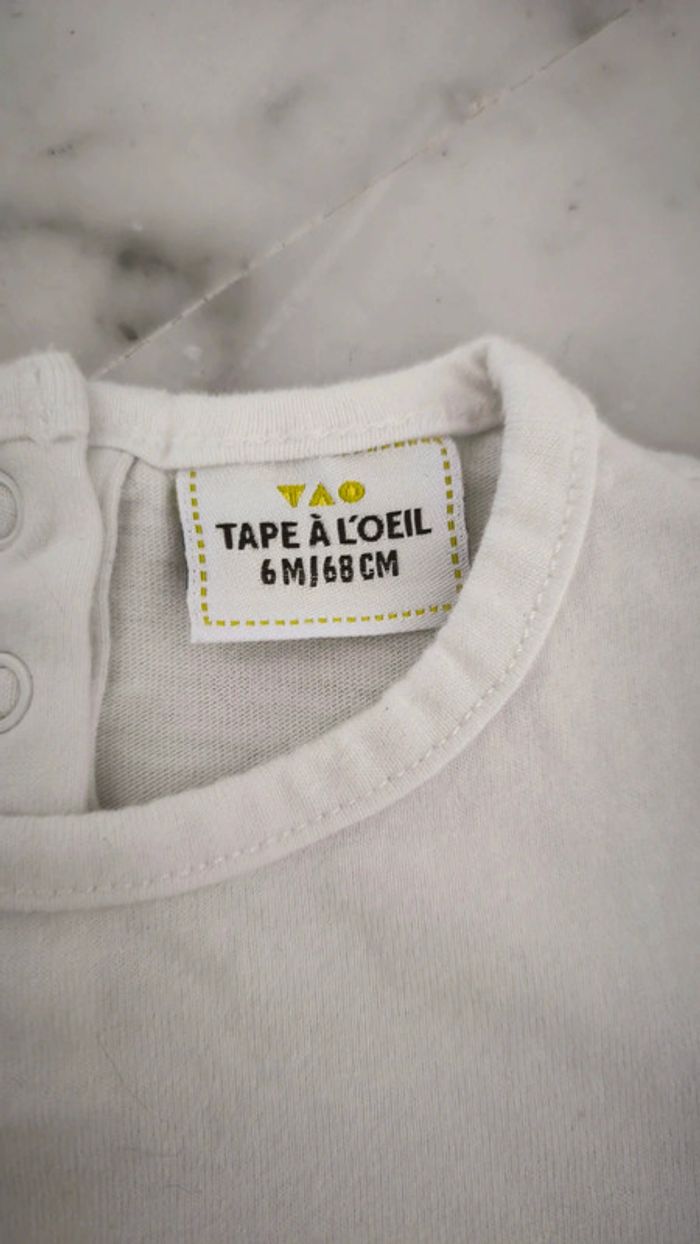 TAO
TAPE À L'OEIL
6M/68CM